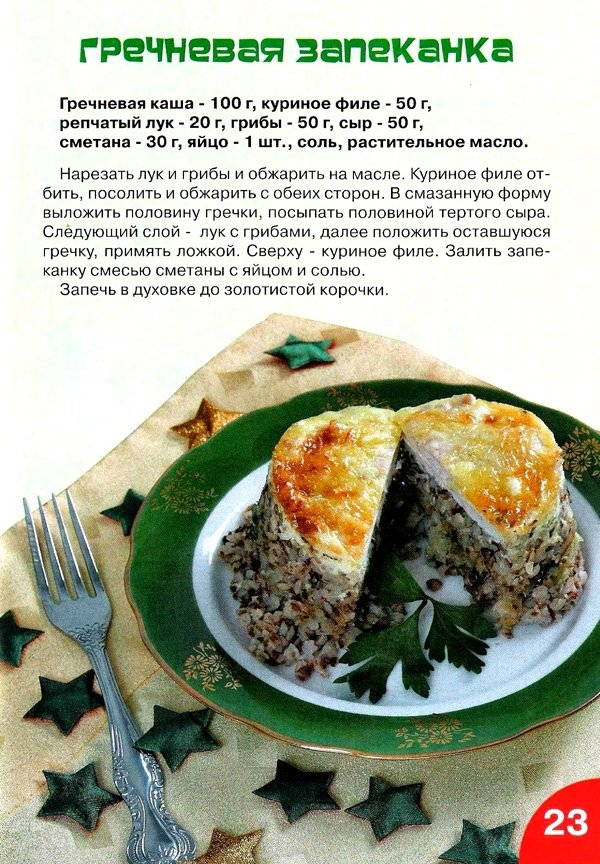 гречневая запеканка
Гречневая каша - 100 г, куриное филе - 50 г,
репчатый лук - 20 г, грибы - 50 г, сыр - 50 г,
сметана - 30 г, яйцо - 1 шт., соль, растительное масло.
Нарезать лук и грибы и обжарить на масле. Куриное филе от-
бить, посолить и обжарить с обеих сторон. В смазанную форму
выложить половину гречки, посыпать половиной тертого сыра.
Следующий слой - лук с грибами, далее положить оставшуюся
гречку, примять ложкой. Сверху - куриное филе. Залить запе-
канку смесью сметаны с яйцом и солью.
Запечь в духовке до золотистой корочки.
23